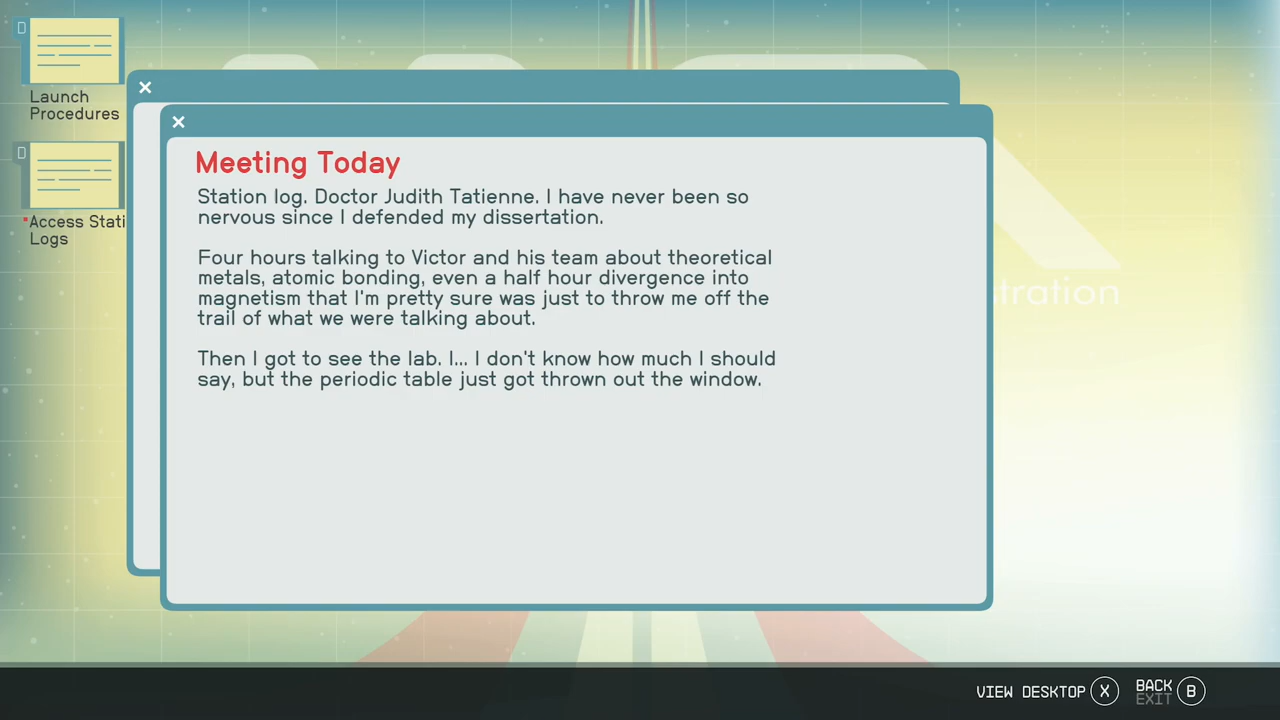 D
Launch
Procedures
D
*Access Stati
Logs
Meeting Today
Station log. Doctor Judith Tatienne. I have never been so
nervous since I defended my dissertation.
Four hours talking to Victor and his team about theoretical
metals, atomic bonding, even a half hour divergence into
magnetism that I'm pretty sure was just to throw me off the
trail of what we were talking about.
Then I got to see the lab. I... I don't know how much I should
say, but the periodic table just got thrown out the window.
stration
VIEW DESKTOP X
BACK B
EXIT